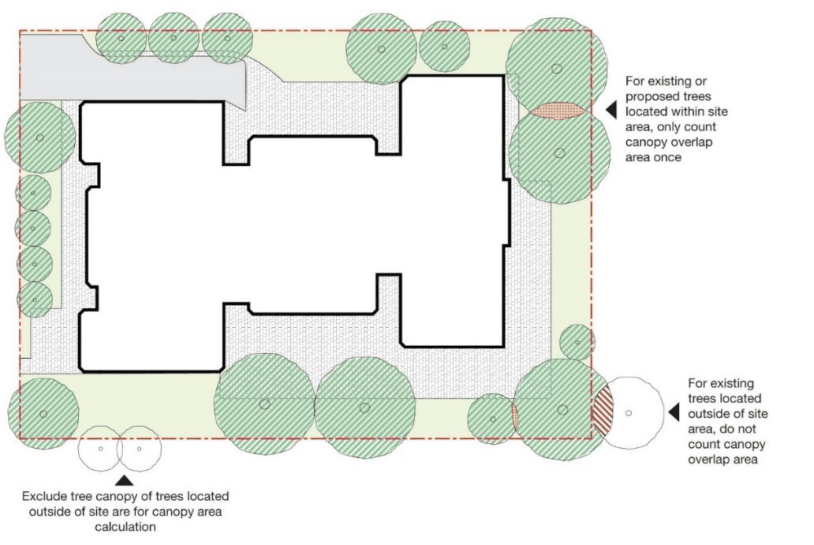 For existing or
proposed trees
located within site
area, only count
canopy overlap
area once
For existing
trees located
outside of site
area, do not
count canopy
overlap area
Exclude tree canopy of trees located
outside of site are for canopy area
calculation